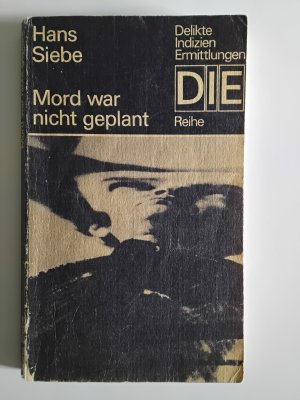 Hans
Siebe
Mord war
nicht geplant
Delikte
Indizien
Ermittlungen
DIE
Reihe